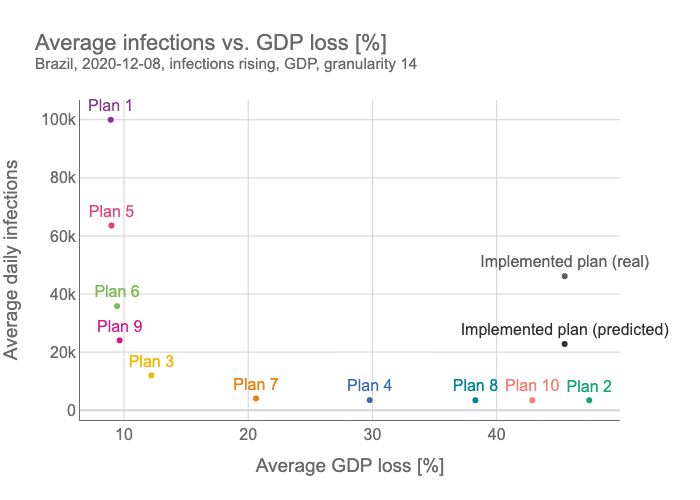 Average infections vs. GDP loss [%]
Brazil, 2020-12-08, infections rising, GDP, granularity 14
Average daily infections
100k
80k
60k
40k
20k
0
Plan 1
Plan 5
Implemented plan (real)
Plan 6
Plan 9
Implemented plan (predicted)
Plan 3
Plan 7
Plan 4
Plan 8
Plan 10
Plan 2
10
20
30
40
Average GDP loss [%]